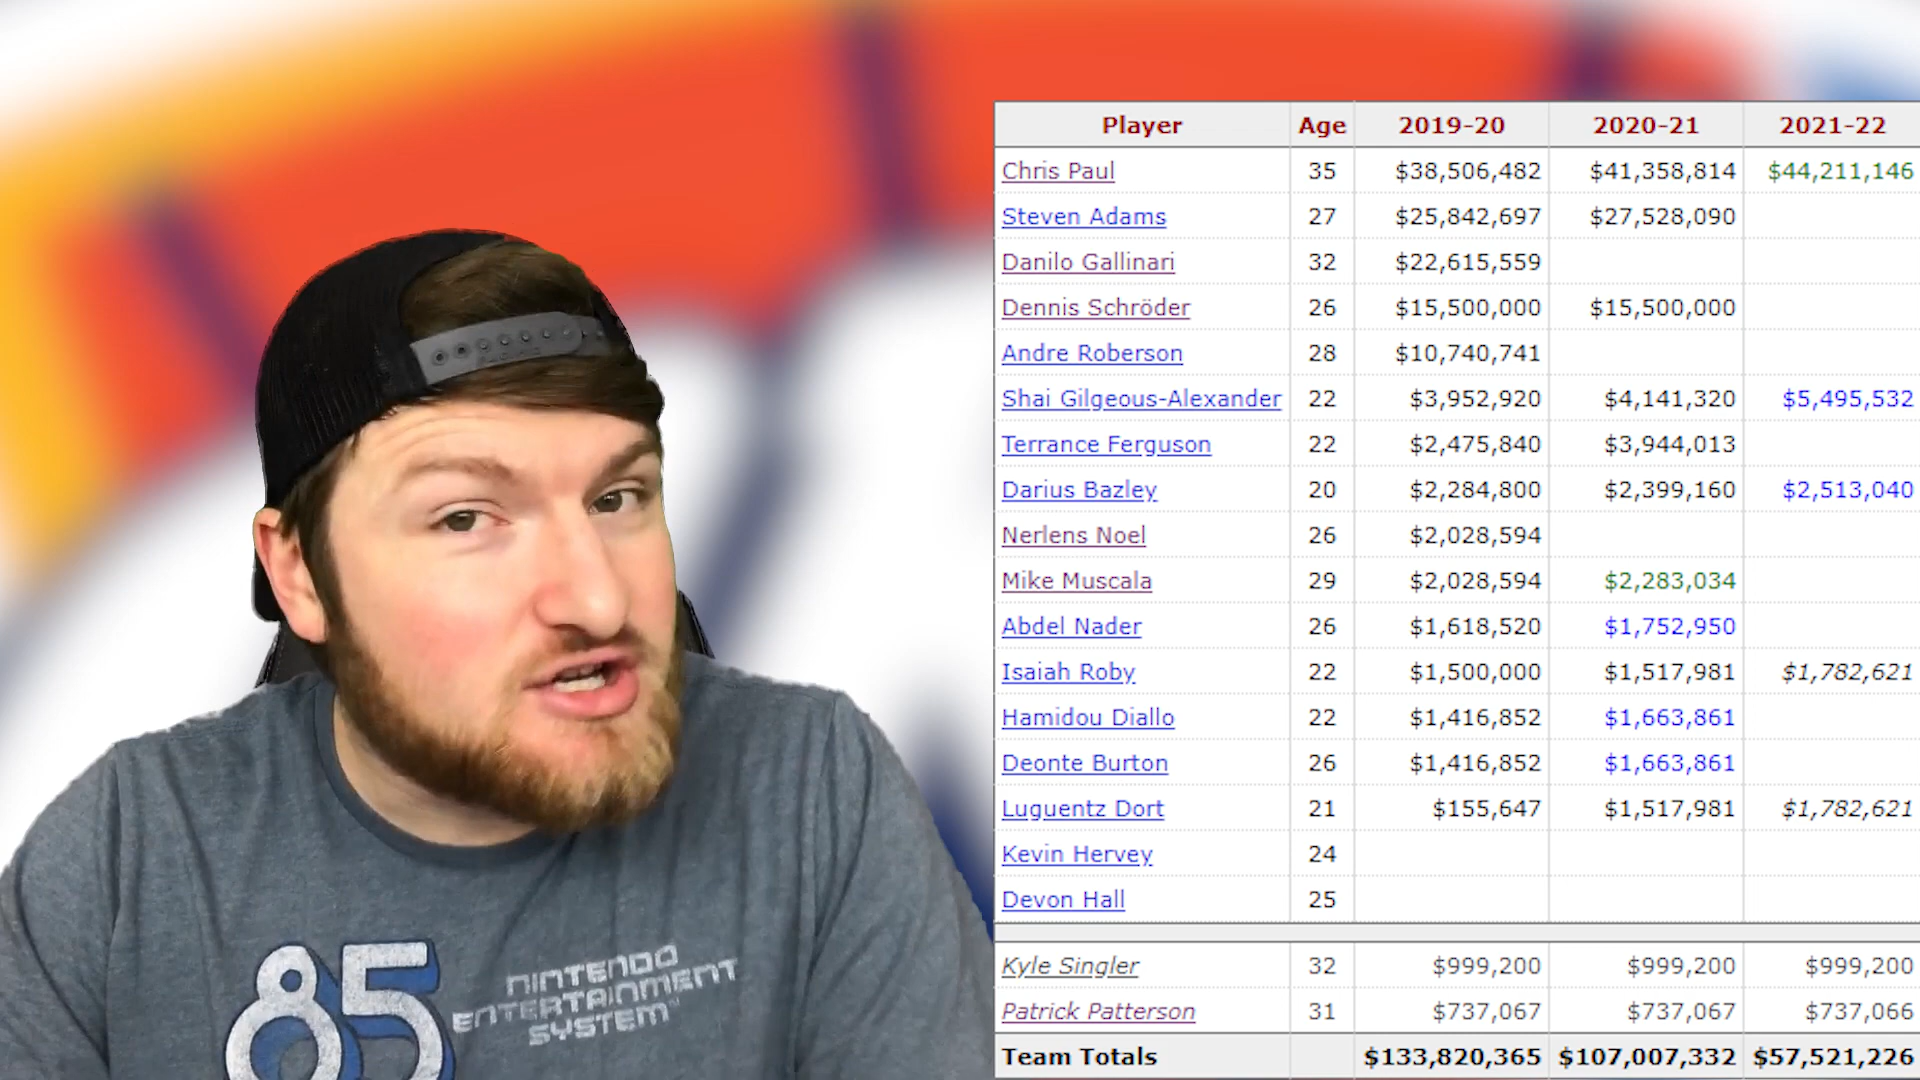 Player Age 2019-20 2020-21 2021-22
Chris Paul 35 $38,506,482 $41,358,814 $44,211,146
Steven Adams 27 $25,842,697 $27,528,090
Danilo Gallinari 32 $22,615,559
Dennis Schröder 26 $15,500,000 $15,500,000
Andre Roberson 28 $10,740,741
Shai Gilgeous-Alexander 22 $3,952,920 $4,141,320 $5,495,532
Terrance Ferguson 22 $2,475,840 $3,944,013
Darius Bazley 20 $2,284,800 $2,399,160 $2,513,040
Nerlens Noel 26 $2,028,594
Mike Muscala 29 $2,028,594 $2,283,034
Abdel Nader 26 $1,618,520 $1,752,950
Isaiah Roby 22 $1,500,000 $1,517,981 $1,782,621
Hamidou Diallo 22 $1,416,852 $1,663,861
Deonte Burton 26 $1,416,852 $1,663,861
Luguentz Dort 21 $155,647 $1,517,981 $1,782,621
Kevin Hervey 24
Devon Hall 25
Kyle Singler 32 $999,200 $999,200 $999,200
Patrick Patterson 31 $737,067 $737,067 $737,066
Team Totals $133,820,365 $107,007,332 $57,521,226
85
NINTENDO
ENTERTAINMENT
SYSTEM